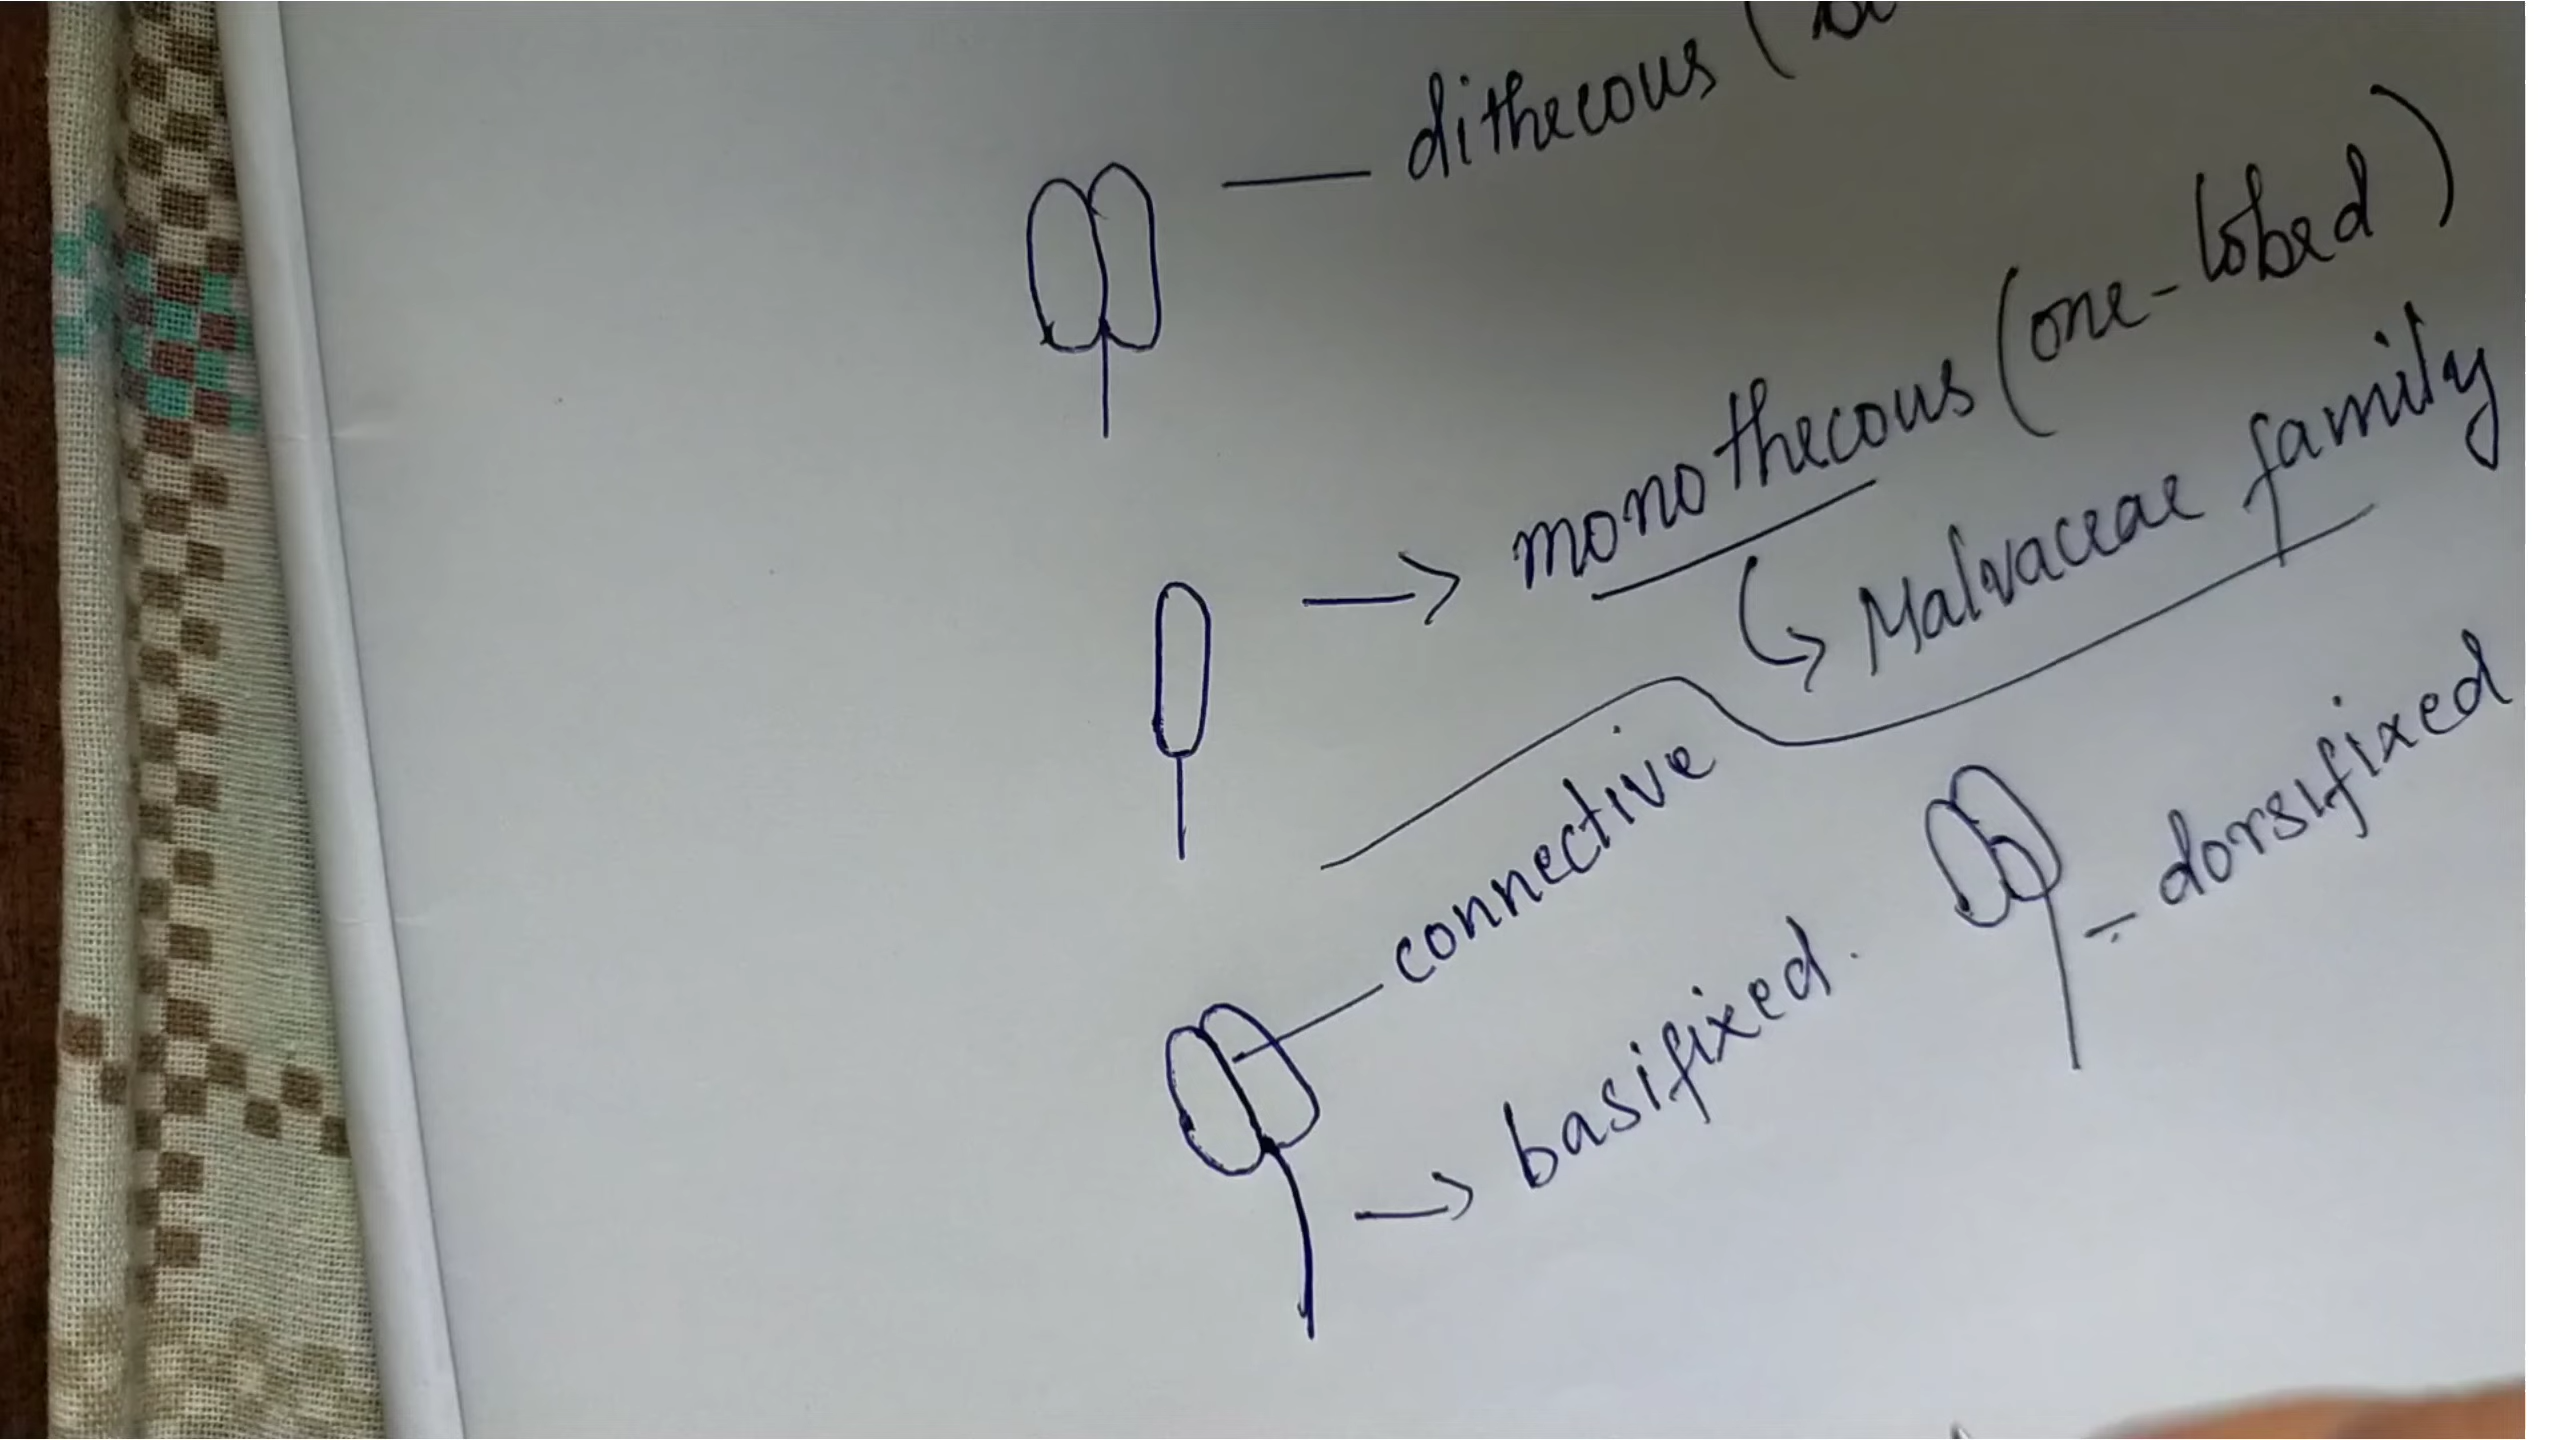 dithecous (
monothecous (one-lobed)
Malvaceae family
connective
basifixed.
dorsifixed